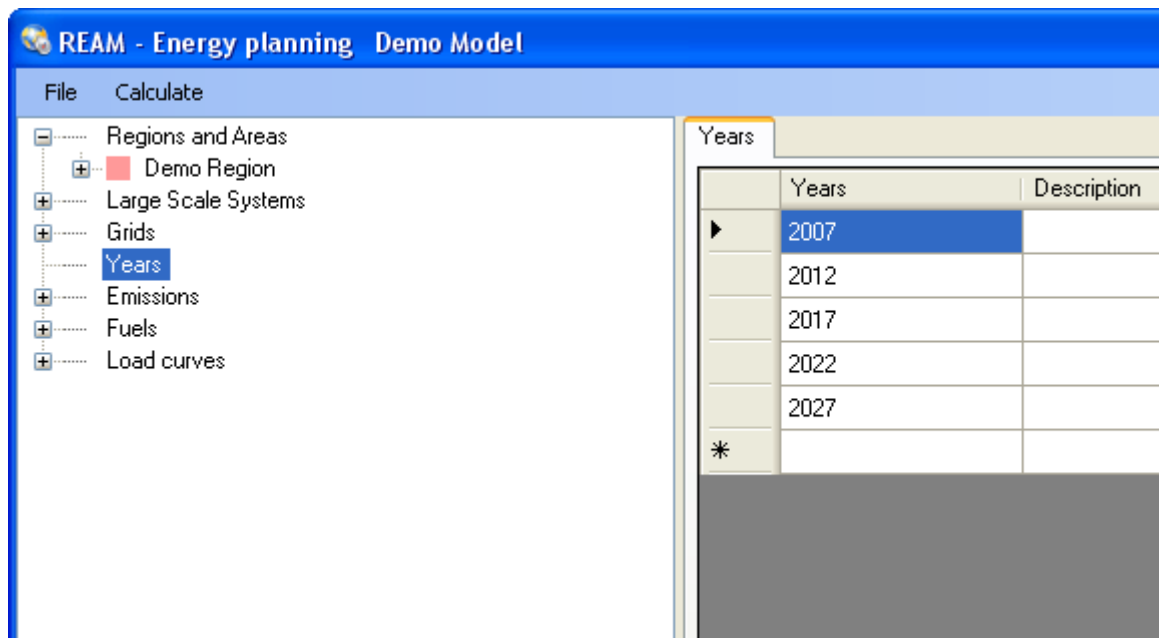 REAM - Energy planning Demo Model
File Calculate
Regions and Areas
Demo Region
Large Scale Systems
Grids
Years
Emissions
Fuels
Load curves
Years
Years Description
2007
2012
2017
2022
2027